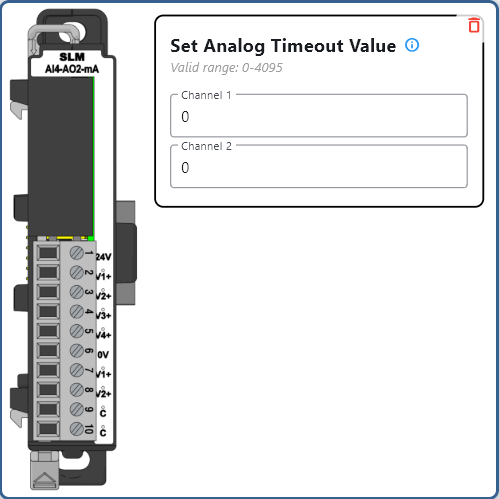 SLM
AI4-AO2-mA
1 24V
2 V1+
3 V2+
4 V3+
5 V4+
6 0V
7 V1+
8 V2+
9 C
10 C
Set Analog Timeout Value
Valid range: 0-4095
Channel 1
0
Channel 2
0